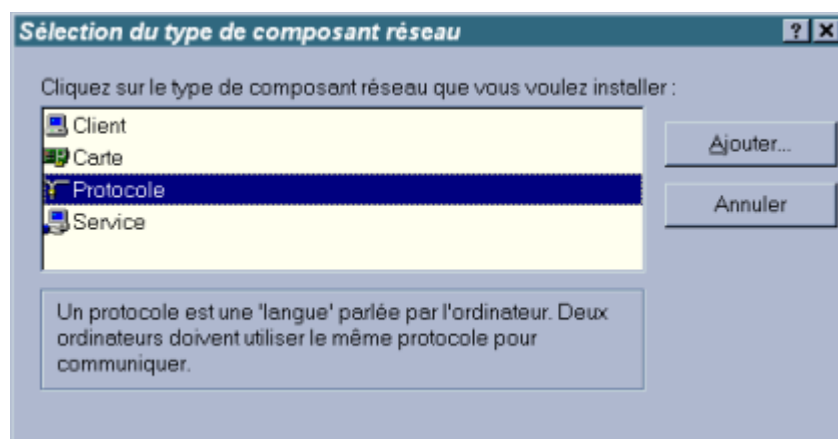 Sélection du type de composant réseau
Cliquez sur le type de composant réseau que vous voulez installer :
Client
Carte
Protocole
Service
Ajouter...
Annuler
Un protocole est une 'langue' parlée par l'ordinateur. Deux
ordinateurs doivent utiliser le même protocole pour
communiquer.